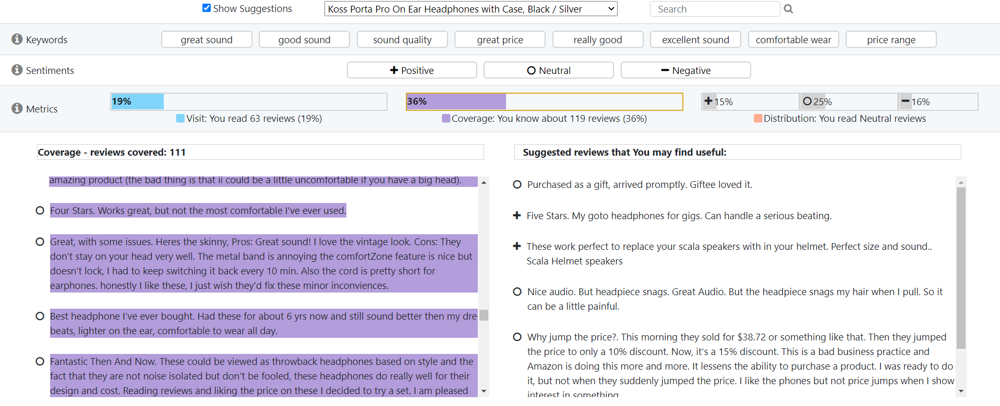 Show Suggestions
Koss Porta Pro On Ear Headphones with Case, Black / Silver
Search
Keywords
great sound
good sound
sound quality
great price
really good
excellent sound
comfortable wear
price range
Sentiments
Positive
Neutral
Negative
Metrics
19%
Visit: You read 63 reviews (19%)
36%
Coverage: You know about 119 reviews (36%)
15%
25%
16%
Distribution: You read Neutral reviews
Coverage - reviews covered: 111
amazing product (the bad thing is that ii could be a little uncomfortable if you have a big head).
Four Stars. Works great, but not the most comfortable I've ever used.
Great, with some issues. Heres the skinny, Pros: Great sound! I love the vintage look. Cons: They
don't stay on your head very well. The metal band is annoying the comfortZone feature is nice but
doesn't lock, I had to keep switching it back every 10 min. Also the cord is pretty short for
earphones. honestly I like these, I just wish they'd fix these minor inconviences.
Best headphone I've ever bought. Had these for about 6 yrs now and still sound better then my dre
beats, lighter on the ear, comfortable to wear all day.
Fantastic Then And Now. These could be viewed as throwback headphones based on style and the
fact that they are not noise isolated but don't be fooled, these headphones do really well for their
design and cost. Reading reviews and liking the price on these I decided to try a set. I am pleased
Suggested reviews that You may find useful:
Purchased as a gift, arrived promptly. Giftee loved it.
Five Stars. My goto headphones for gigs. Can handle a serious beating.
These work perfect to replace your scala speakers with in your helmet. Perfect size and sound..
Scala Helmet speakers
Nice audio. But headpiece snags. Great Audio. But the headpiece snags my hair when I pull. So it
can be a little painful.
Why jump the price?. This morning they sold for $38.72 or something like that. Then they jumped
the price to only a 10% discount. Now, it's a 15% discount. This is a bad business practice and
Amazon is doing this more and more. It lessens the ability to purchase a product. I was ready to do
it, but not when they suddenly jumped the price. I like the phones but not price jumps when I show
interest in something